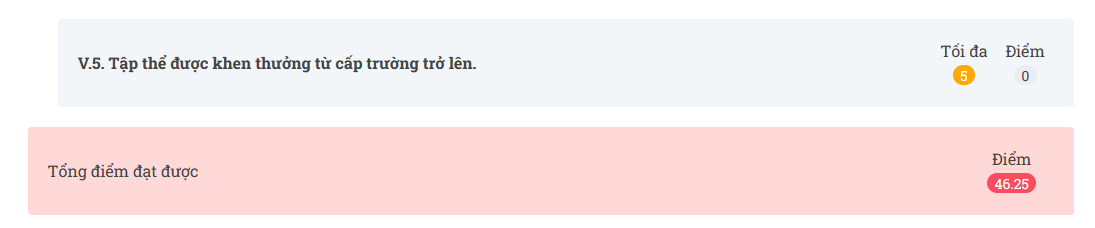 V.5. Tập thể được khen thưởng từ cấp trường trở lên.
Tối đa Điểm
5 0
Tổng điểm đạt được
Điểm
46.25